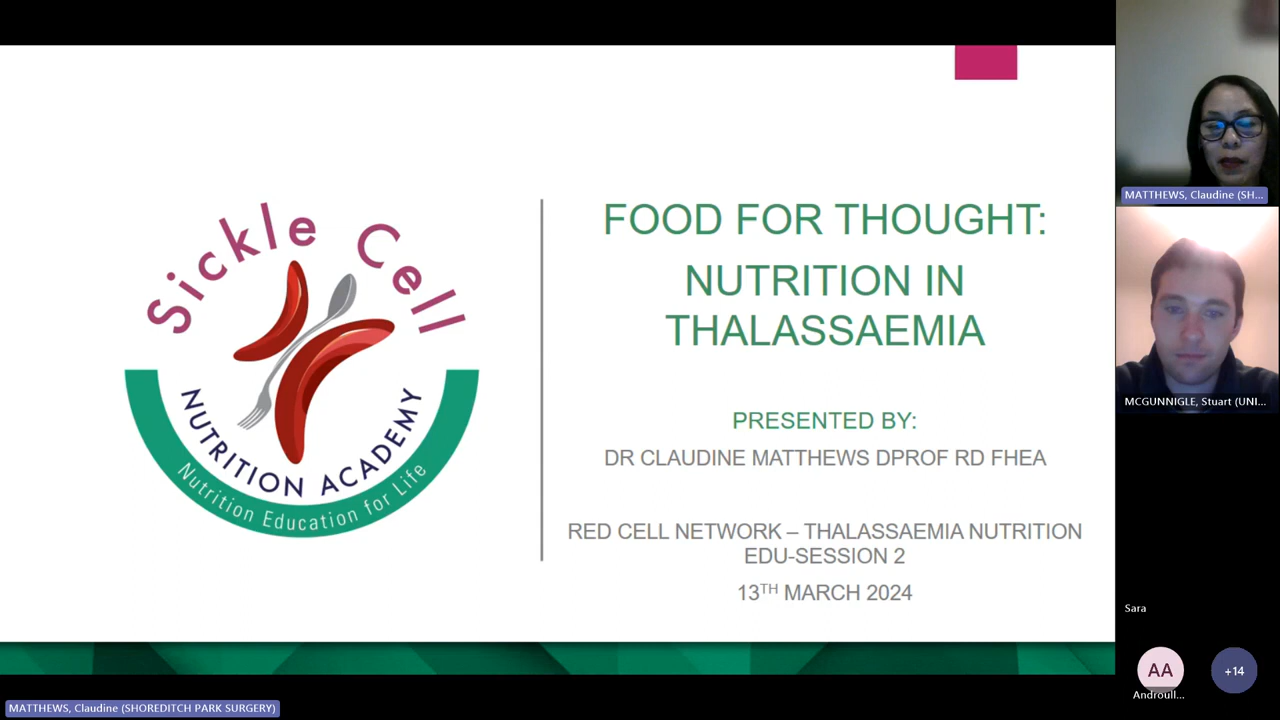 Sickle Cell
NUTRITION ACADEMY
Nutrition Education for Life
FOOD FOR THOUGHT:
NUTRITION IN
THALASSAEMIA
PRESENTED BY:
DR CLAUDINE MATTHEWS DPROF RD FHEA
RED CELL NETWORK – THALASSAEMIA NUTRITION
EDU-SESSION 2
13TH MARCH 2024
MATTHEWS, Claudine (SH...
MCGUNNIGLE, Stuart (UNI...
Sara
AA
Androull...
+14
MATTHEWS, Claudine (SHOREDITCH PARK SURGERY)